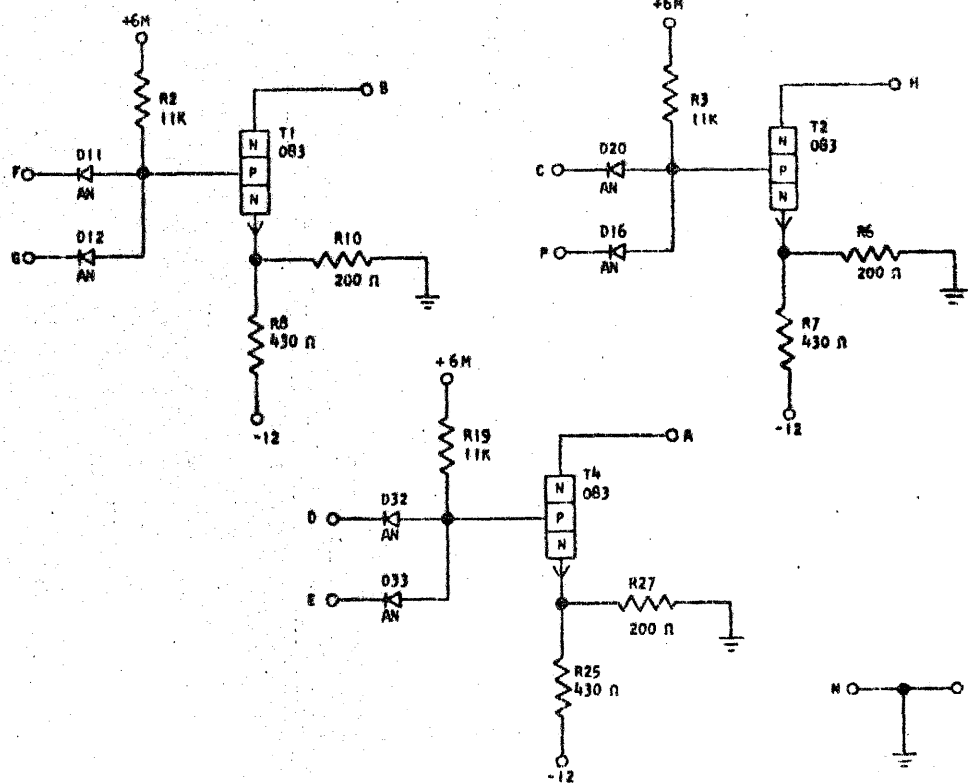 +6M
R2
11K
B
T1
083
N
P
N
F
D11
AN
G
D12
AN
R10
200 Ω
R8
430 Ω
-12
+6M
R3
11K
H
T2
083
N
P
N
C
D20
AN
P
D16
AN
R6
200 Ω
R7
430 Ω
-12
+6M
R19
11K
A
T4
083
N
P
N
D
D32
AN
E
D33
AN
R27
200 Ω
R25
430 Ω
-12
N